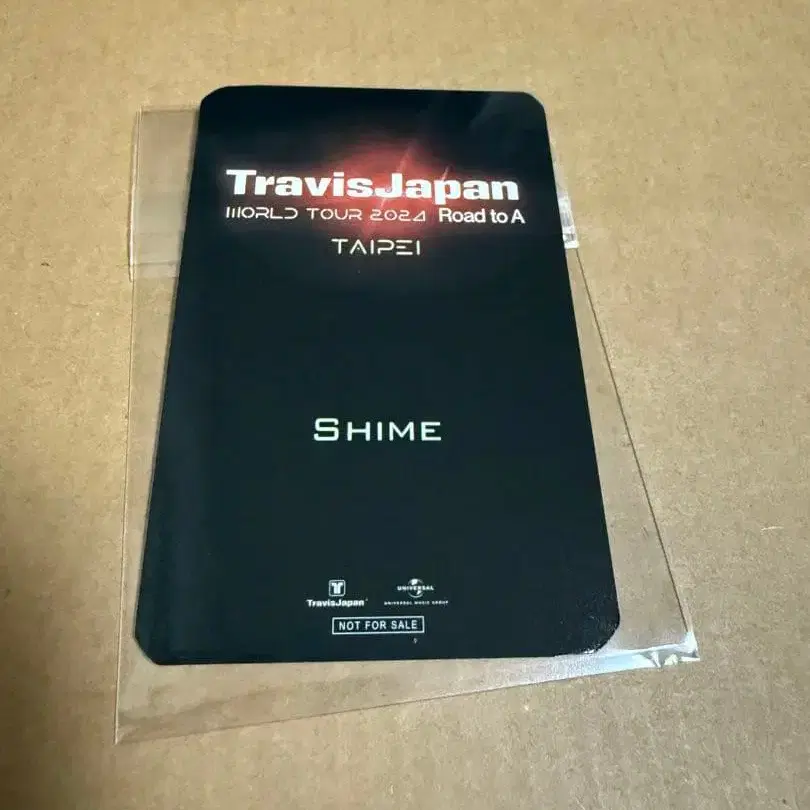 TravisJapan
WORLD TOUR 2024 Road to A
TAIPEI
SHIME
TravisJapan
UNIVERSAL
UNIVERSAL MUSIC GROUP
NOT FOR SALE